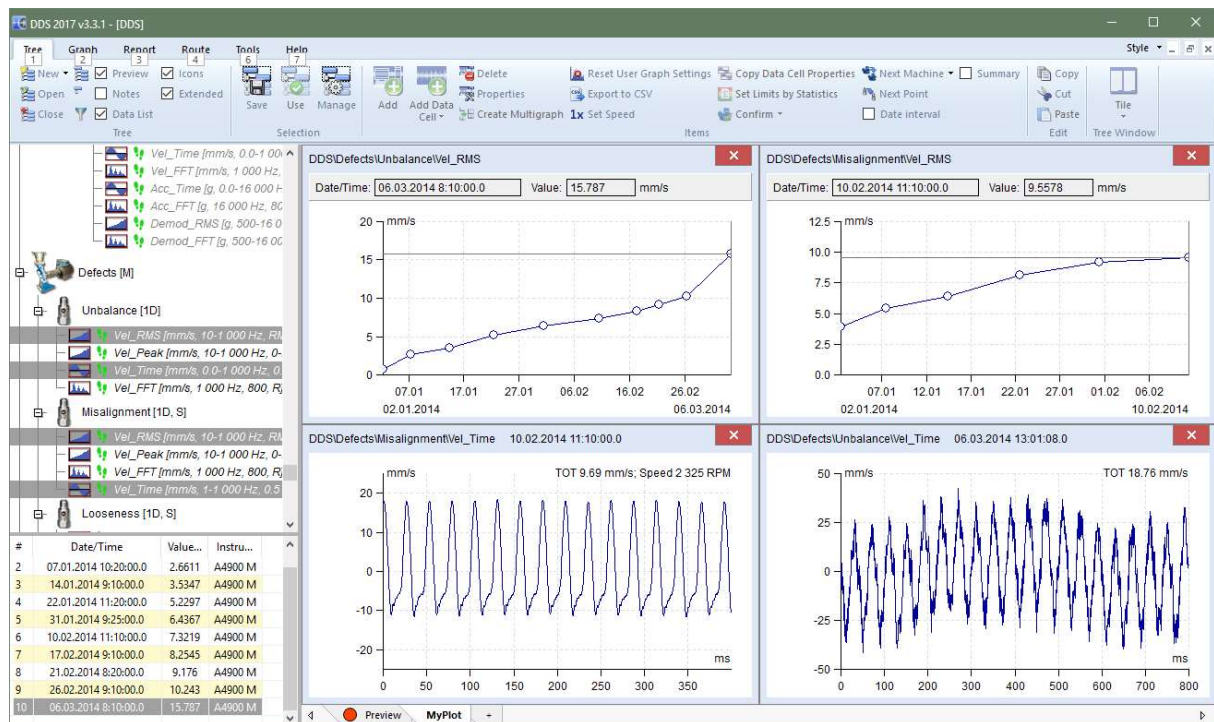 DDS 2017 v3.3.1 - [DDS]
Tree Graph Report Route Tools Help
Style
1 2 3 4 6 7
New Preview Icons
Open Notes Extended
Close Data List
Save Use Manage
Add Add Data Cell
Delete
Properties
Create Multigraph
Reset User Graph Settings
Export to CSV
1x Set Speed
Copy Data Cell Properties
Set Limits by Statistics
Confirm
Next Machine Summary
Next Point
Date interval
Copy
Cut
Paste
Tile
Tree Selection Items Edit Tree Window
Vel_Time [mm/s, 0.0-1 00
Vel_FFT [mm/s, 1 000 Hz,
Acc_Time [g, 0.0-16 000 H
Acc_FFT [g, 16 000 Hz, 80
Demod_RMS [g, 500-16 0
Demod_FFT [g, 500-16 00
Defects [M]
Unbalance [1D]
Vel_RMS [mm/s, 10-1 000 Hz, RM
Vel_Peak [mm/s, 10-1 000 Hz, 0-
Vel_Time [mm/s, 0.0-1 000 Hz, 0.
Vel_FFT [mm/s, 1 000 Hz, 800, R]
Misalignment [1D, S]
Vel_RMS [mm/s, 10-1 000 Hz, RM
Vel_Peak [mm/s, 10-1 000 Hz, 0-
Vel_FFT [mm/s, 1 000 Hz, 800, R]
Vel_Time [mm/s, 1-1 000 Hz, 0.5
Looseness [1D, S]
# Date/Time Value... Instru...
2 07.01.2014 10:20:00.0 2.6611 A4900 M
3 14.01.2014 9:10:00.0 3.5347 A4900 M
4 22.01.2014 11:20:00.0 5.2297 A4900 M
5 31.01.2014 9:25:00.0 6.4367 A4900 M
6 10.02.2014 11:10:00.0 7.3219 A4900 M
7 17.02.2014 9:10:00.0 8.2545 A4900 M
8 21.02.2014 8:20:00.0 9.176 A4900 M
9 26.02.2014 9:10:00.0 10.243 A4900 M
10 06.03.2014 8:10:00.0 15.787 A4900 M
DDS\Defects\Unbalance\Vel_RMS
Date/Time: 06.03.2014 8:10:00.0 Value: 15.787 mm/s
mm/s
20
15
10
5
0
07.01 17.01 27.01 06.02 16.02 26.02
02.01.2014 06.03.2014
DDS\Defects\Misalignment\Vel_RMS
Date/Time: 10.02.2014 11:10:00.0 Value: 9.5578 mm/s
mm/s
12.5
10.0
7.5
5.0
2.5
0.0
07.01 12.01 17.01 22.01 27.01 01.02 06.02
02.01.2014 10.02.2014
DDS\Defects\Misalignment\Vel_Time 10.02.2014 11:10:00.0
mm/s TOT 9.69 mm/s; Speed 2 325 RPM
20
0
-10
-20
ms
0 50 100 150 200 250 300 350
DDS\Defects\Unbalance\Vel_Time 06.03.2014 13:01:08.0
mm/s TOT 18.76 mm/s
50
25
0
-25
-50
ms
0 100 200 300 400 500 600 700 800
Preview MyPlot +